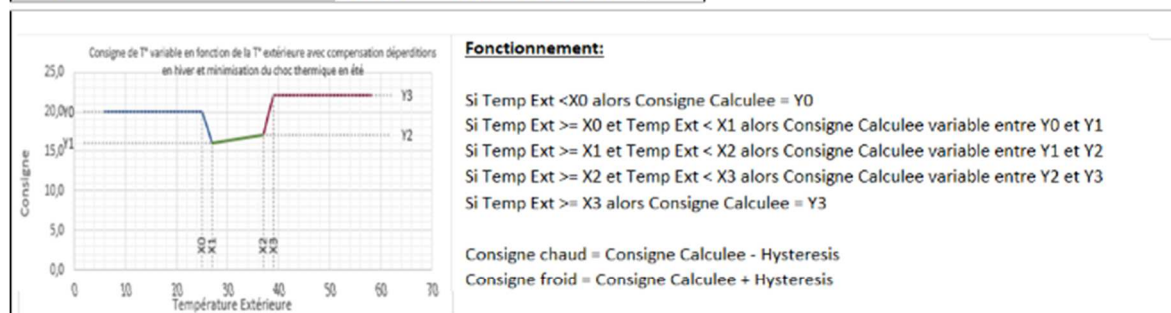 Consigne de T° variable en fonction de la T° extérieure avec compensation déperditions
en hiver et minimisation du choc thermique en été
25,0
20,0
Y0
15,0
Y1
10,0
5,0
0,0
Consigne
Y3
Y2
X0
X1
X2
X3
0
10
20
30
40
50
60
70
Température Extérieure
Fonctionnement:
Si Temp Ext <X0 alors Consigne Calculee = Y0
Si Temp Ext >= X0 et Temp Ext < X1 alors Consigne Calculee variable entre Y0 et Y1
Si Temp Ext >= X1 et Temp Ext < X2 alors Consigne Calculee variable entre Y1 et Y2
Si Temp Ext >= X2 et Temp Ext < X3 alors Consigne Calculee variable entre Y2 et Y3
Si Temp Ext >= X3 alors Consigne Calculee = Y3
Consigne chaud = Consigne Calculee - Hysteresis
Consigne froid = Consigne Calculee + Hysteresis